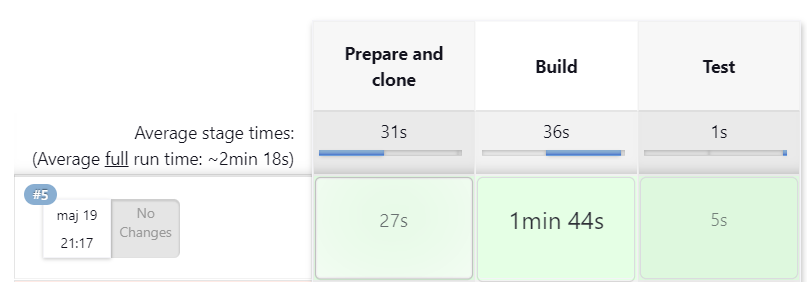 Prepare and
clone
Build
Test
Average stage times:
31s
36s
1s
(Average full run time: ~2min 18s)
#5
maj 19
21:17
No
Changes
27s
1min 44s
5s